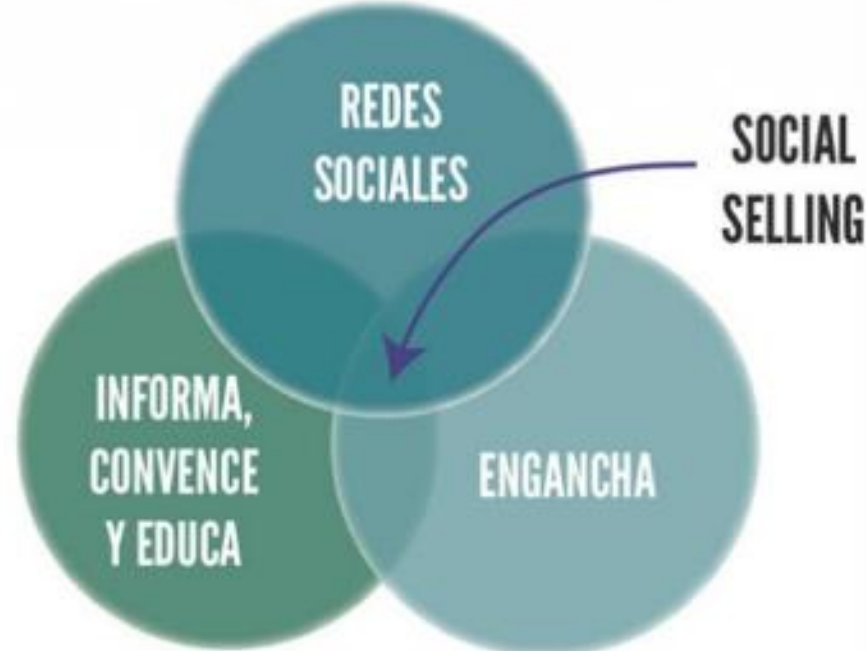 REDES
SOCIALES
SOCIAL
SELLING
INFORMA,
CONVENCE
Y EDUCA
ENGANCHA